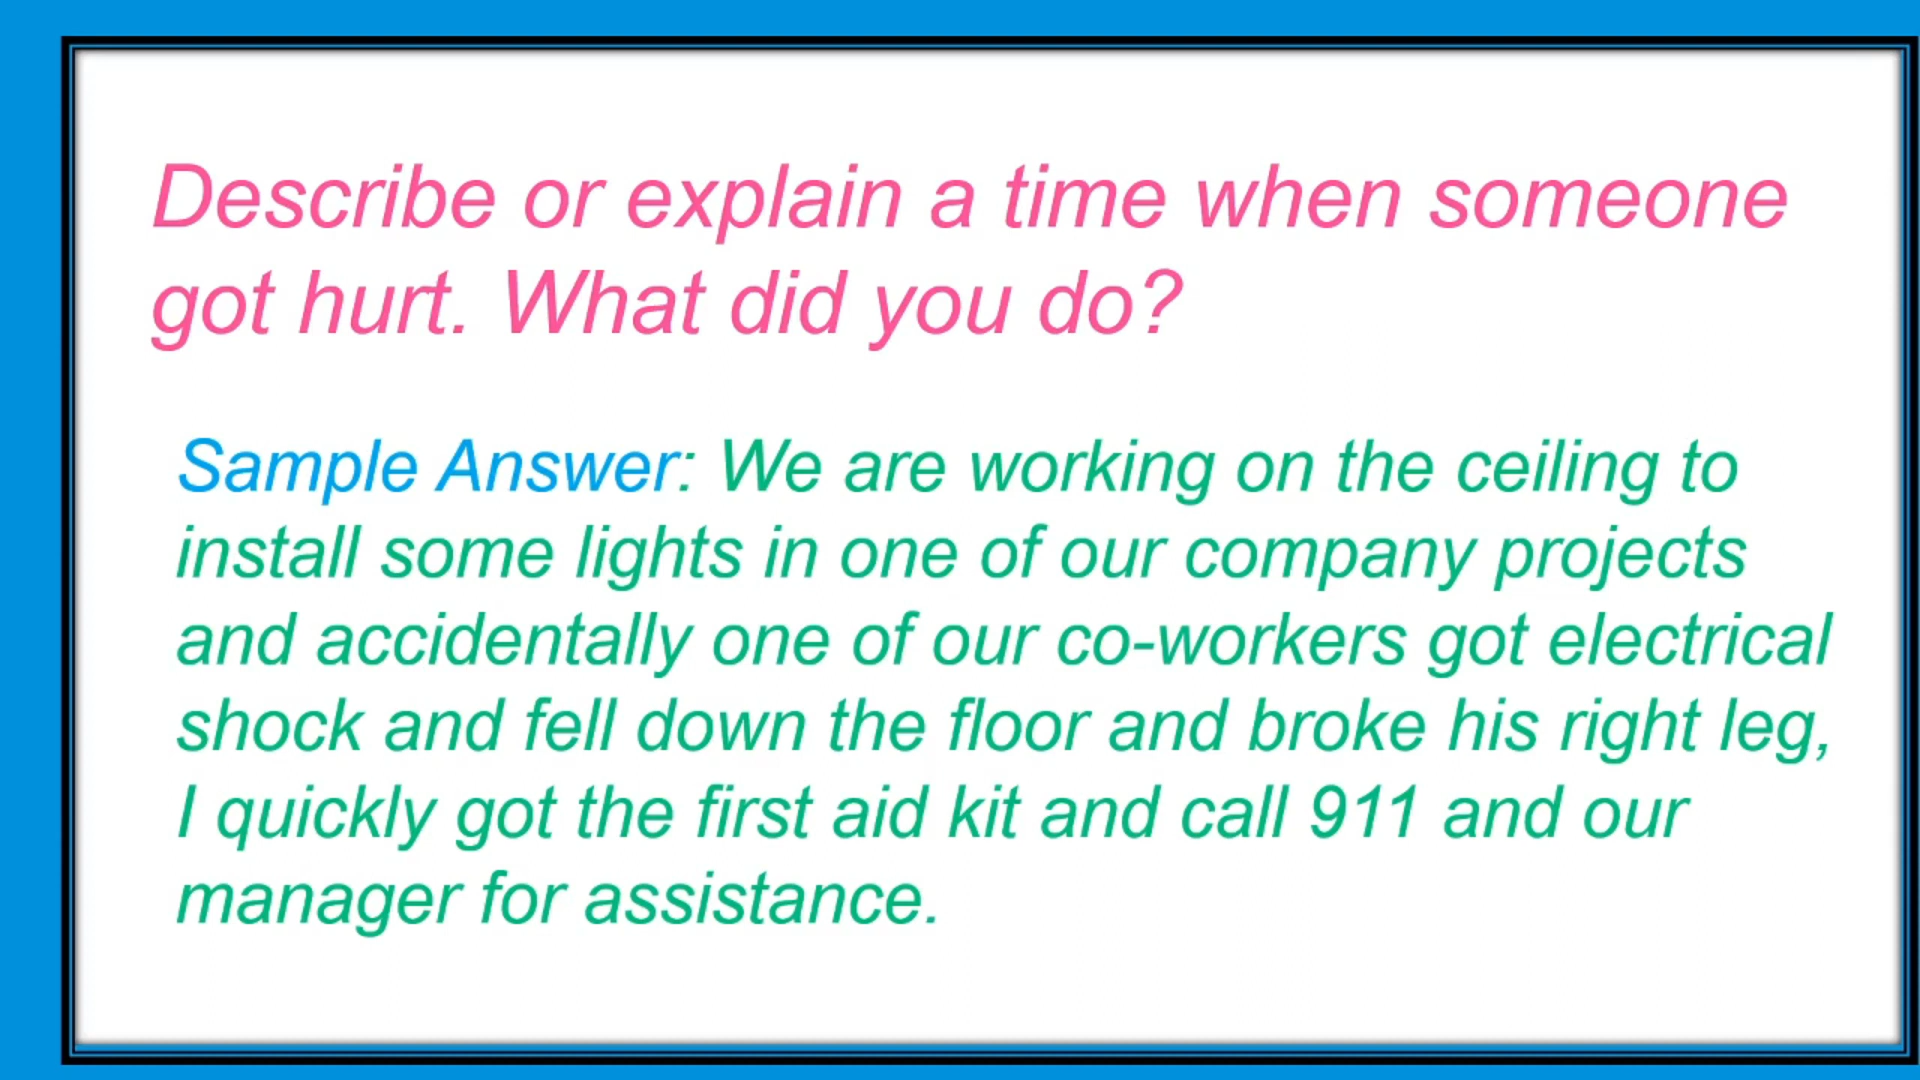 Describe or explain a time when someone
got hurt. What did you do?
Sample Answer: We are working on the ceiling to
install some lights in one of our company projects
and accidentally one of our co-workers got electrical
shock and fell down the floor and broke his right leg,
I quickly got the first aid kit and call 911 and our
manager for assistance.